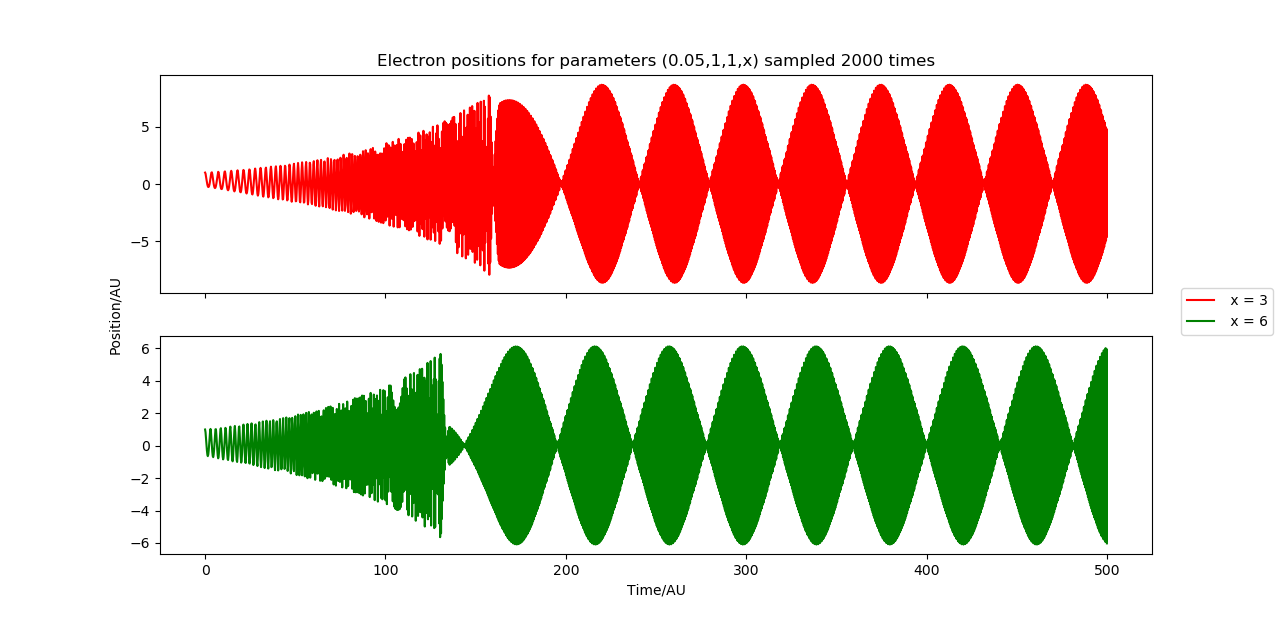 Electron positions for parameters (0.05,1,1,x) sampled 2000 times
5
0
−5
Position/AU
x = 3
x = 6
6
4
2
0
−2
−4
−6
0 100 200 300 400 500
Time/AU